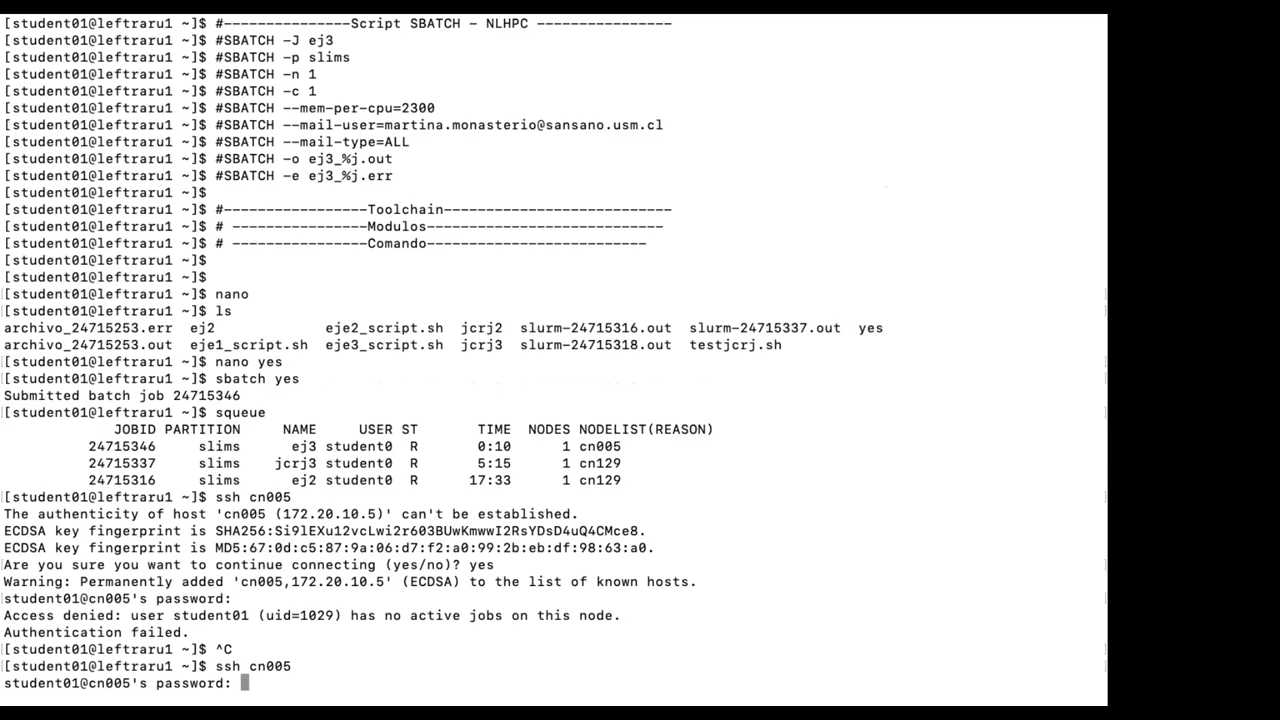 [student01@leftraru1 ~]$ #---------------Script SBATCH - NLHPC ----------------
[student01@leftraru1 ~]$ #SBATCH -J ej3
[student01@leftraru1 ~]$ #SBATCH -p slims
[student01@leftraru1 ~]$ #SBATCH -n 1
[student01@leftraru1 ~]$ #SBATCH -c 1
[student01@leftraru1 ~]$ #SBATCH --mem-per-cpu=2300
[student01@leftraru1 ~]$ #SBATCH --mail-user=martina.monasterio@sansano.usm.cl
[student01@leftraru1 ~]$ #SBATCH --mail-type=ALL
[student01@leftraru1 ~]$ #SBATCH -o ej3_%j.out
[student01@leftraru1 ~]$ #SBATCH -e ej3_%j.err
[student01@leftraru1 ~]$
[student01@leftraru1 ~]$ #-----------------Toolchain---------------------------
[student01@leftraru1 ~]$ # ----------------Modulos----------------------------
[student01@leftraru1 ~]$ # ----------------Comando--------------------------
[student01@leftraru1 ~]$
[student01@leftraru1 ~]$
[student01@leftraru1 ~]$ nano
[student01@leftraru1 ~]$ ls
archivo_24715253.err  ej2             eje2_script.sh  jcrj2  slurm-24715316.out  slurm-24715337.out  yes
archivo_24715253.out  eje1_script.sh  eje3_script.sh  jcrj3  slurm-24715318.out  testjcrj.sh
[student01@leftraru1 ~]$ nano yes
[student01@leftraru1 ~]$ sbatch yes
Submitted batch job 24715346
[student01@leftraru1 ~]$ squeue
             JOBID PARTITION     NAME     USER ST       TIME  NODES NODELIST(REASON)
          24715346     slims      ej3 student0  R       0:10      1 cn005
          24715337     slims    jcrj3 student0  R       5:15      1 cn129
          24715316     slims      ej2 student0  R      17:33      1 cn129
[student01@leftraru1 ~]$ ssh cn005
The authenticity of host 'cn005 (172.20.10.5)' can't be established.
ECDSA key fingerprint is SHA256:Si9lEXu12vcLwi2r603BUwKmwwI2RsYDsD4uQ4CMce8.
ECDSA key fingerprint is MD5:67:0d:c5:87:9a:06:d7:f2:a0:99:2b:eb:df:98:63:a0.
Are you sure you want to continue connecting (yes/no)? yes
Warning: Permanently added 'cn005,172.20.10.5' (ECDSA) to the list of known hosts.
student01@cn005's password:
Access denied: user student01 (uid=1029) has no active jobs on this node.
Authentication failed.
[student01@leftraru1 ~]$ ^C
[student01@leftraru1 ~]$ ssh cn005
student01@cn005's password: